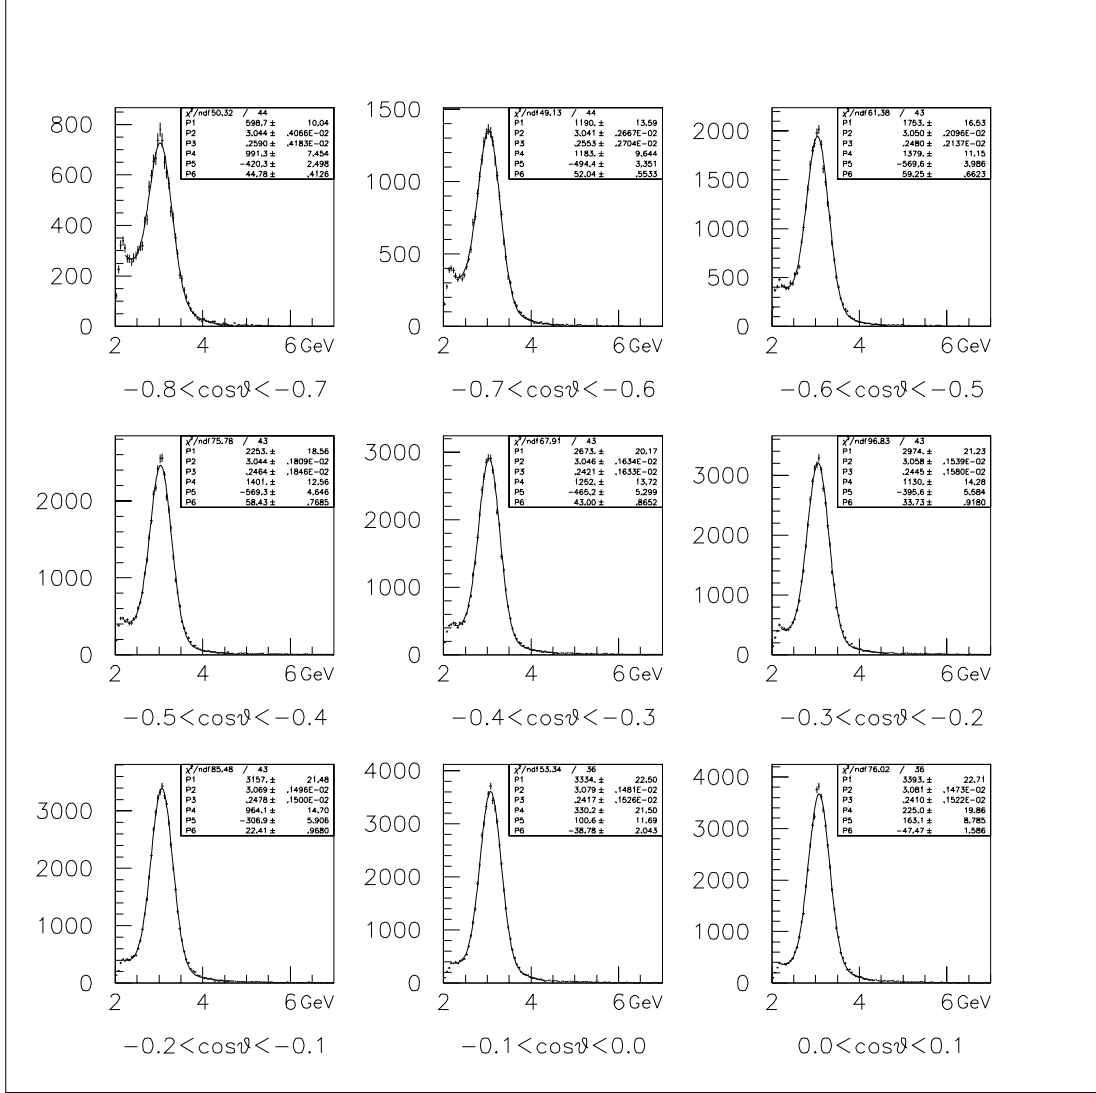 χ²/ndf 50.32 / 44
P1 598.7 ± 10.04
P2 3.044 ± .4066E-02
P3 .2590 ± .4183E-02
P4 991.3 ± 7.454
P5 -420.3 ± 2.498
P6 44.78 ± .4126
800
600
400
200
0
2 4 6 GeV
−0.8<cosϑ<−0.7
χ²/ndf 49.13 / 44
P1 1190. ± 13.59
P2 3.041 ± .2667E-02
P3 .2553 ± .2704E-02
P4 1183. ± 9.644
P5 -494.4 ± 3.351
P6 52.04 ± .5533
1500
1000
500
0
2 4 6 GeV
−0.7<cosϑ<−0.6
χ²/ndf 61.38 / 43
P1 1753. ± 16.53
P2 3.050 ± .2096E-02
P3 .2480 ± .2137E-02
P4 1379. ± 11.15
P5 -569.6 ± 3.986
P6 59.25 ± .6623
2000
1500
1000
500
0
2 4 6 GeV
−0.6<cosϑ<−0.5
χ²/ndf 75.78 / 43
P1 2253. ± 18.56
P2 3.044 ± .1809E-02
P3 .2464 ± .1846E-02
P4 1401. ± 12.56
P5 -569.3 ± 4.646
P6 58.43 ± .7685
2000
1000
0
2 4 6 GeV
−0.5<cosϑ<−0.4
χ²/ndf 67.91 / 43
P1 2673. ± 20.17
P2 3.046 ± .1634E-02
P3 .2421 ± .1633E-02
P4 1252. ± 13.72
P5 -465.2 ± 5.299
P6 43.00 ± .8652
3000
2000
1000
0
2 4 6 GeV
−0.4<cosϑ<−0.3
χ²/ndf 96.83 / 43
P1 2974. ± 21.23
P2 3.058 ± .1539E-02
P3 .2445 ± .1580E-02
P4 1130. ± 14.28
P5 -395.6 ± 5.584
P6 33.73 ± .9180
3000
2000
1000
0
2 4 6 GeV
−0.3<cosϑ<−0.2
χ²/ndf 85.48 / 43
P1 3157. ± 21.48
P2 3.069 ± .1496E-02
P3 .2478 ± .1500E-02
P4 964.1 ± 14.70
P5 -306.9 ± 5.906
P6 22.41 ± .9680
3000
2000
1000
0
2 4 6 GeV
−0.2<cosϑ<−0.1
χ²/ndf 53.34 / 36
P1 3334. ± 22.50
P2 3.079 ± .1481E-02
P3 .2417 ± .1526E-02
P4 330.2 ± 21.50
P5 100.6 ± 11.69
P6 -38.78 ± 2.043
4000
3000
2000
1000
0
2 4 6 GeV
−0.1<cosϑ<0.0
χ²/ndf 76.02 / 36
P1 3393. ± 22.71
P2 3.081 ± .1473E-02
P3 .2410 ± .1522E-02
P4 225.0 ± 19.86
P5 163.1 ± 8.785
P6 -47.47 ± 1.586
4000
3000
2000
1000
0
2 4 6 GeV
0.0<cosϑ<0.1